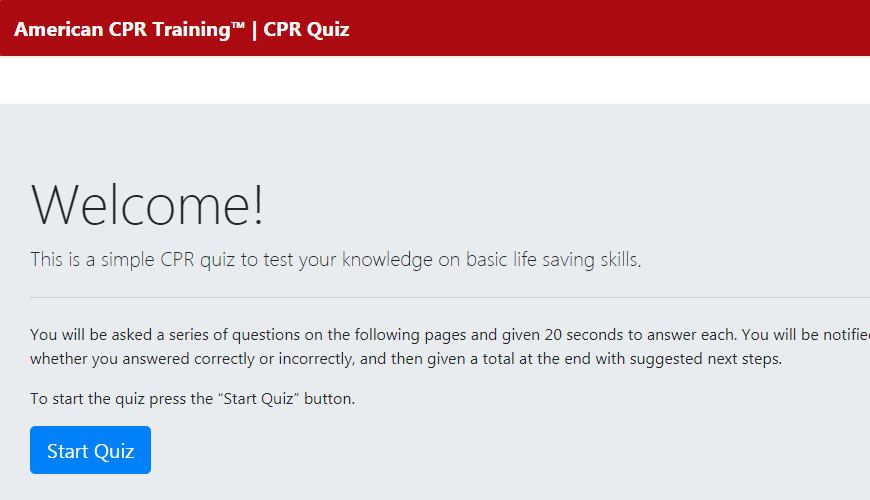 American CPR Training™ | CPR Quiz
Welcome!
This is a simple CPR quiz to test your knowledge on basic life saving skills.
You will be asked a series of questions on the following pages and given 20 seconds to answer each. You will be notifie
whether you answered correctly or incorrectly, and then given a total at the end with suggested next steps.
To start the quiz press the “Start Quiz” button.
Start Quiz